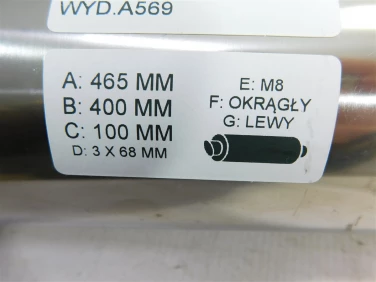 WYD.A569
A: 465 MM
B: 400 MM
C: 100 MM
D: 3 X 68 MM
E: M8
F: OKRĄGŁY
G: LEWY